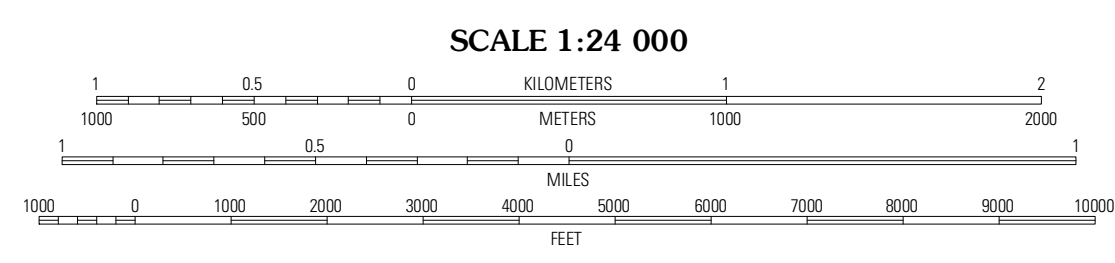 SCALE 1:24 000
1 0.5 0 KILOMETERS 1 2
1000 500 0 METERS 1000 2000
1 0.5 0 1
MILES
1000 0 1000 2000 3000 4000 5000 6000 7000 8000 9000 10000
FEET